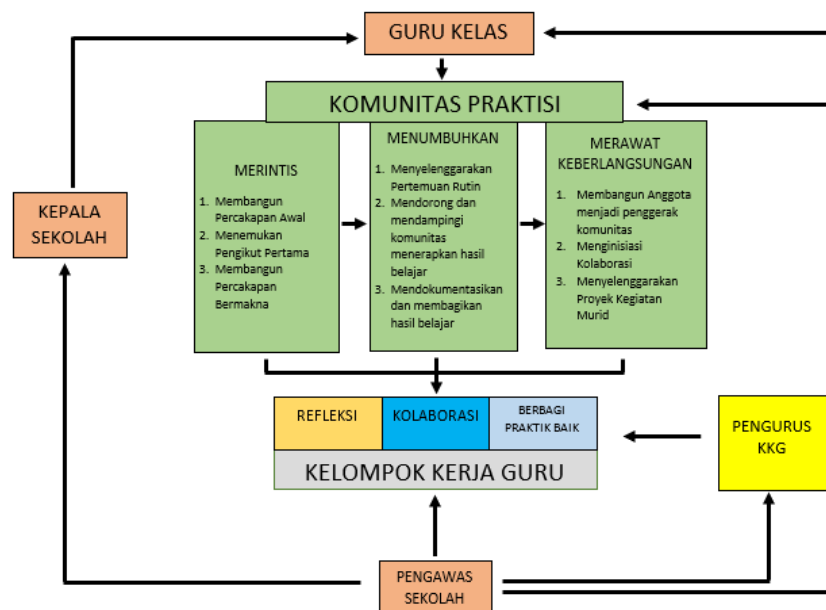 GURU KELAS
KOMUNITAS PRAKTISI
MERINTIS
1. Membangun
Percakapan Awal
2. Menemukan
Pengikut Pertama
3. Membangun
Percakapan
Bermakna
MENUMBUHKAN
1. Menyelenggarakan
Pertemuan Rutin
2. Mendorong dan
mendampingi
komunitas
menerapkan hasil
belajar
3. Mendokumentasikan
dan membagikan
hasil belajar
MERAWAT
KEBERLANGSUNGAN
1. Membangun Anggota
menjadi penggerak
komunitas
2. Menginisiasi
Kolaborasi
3. Menyelenggarakan
Proyek Kegiatan
Murid
KEPALA
SEKOLAH
REFLEKSI
KOLABORASI
BERBAGI
PRAKTIK BAIK
KELOMPOK KERJA GURU
PENGURUS
KKG
PENGAWAS
SEKOLAH